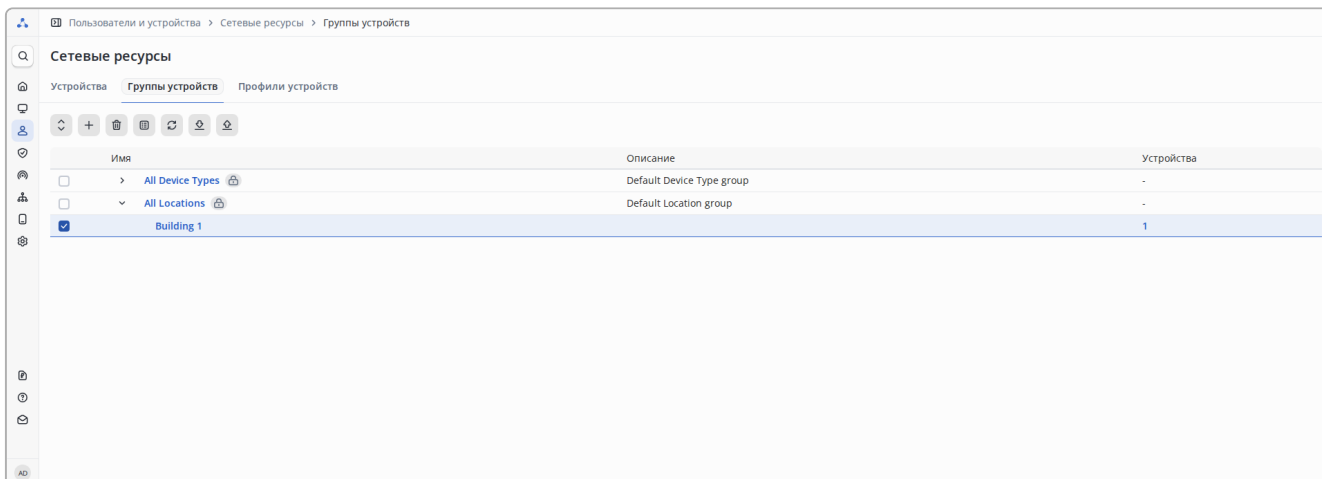 Пользователи и устройства > Сетевые ресурсы > Группы устройств
Сетевые ресурсы
Устройства Группы устройств Профили устройств
Имя Описание Устройства
All Device Types Default Device Type group -
All Locations Default Location group -
Building 1 1
AD